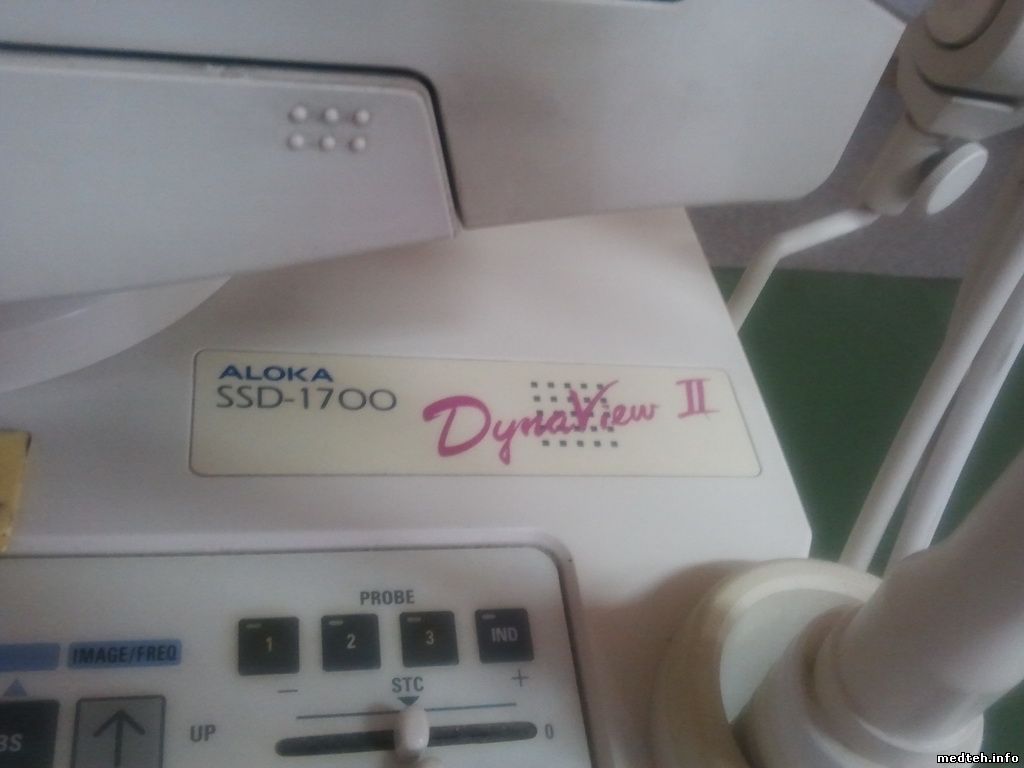 ALOKA
SSD-1700
DynaView II
PROBE
1 2 3 IND
IMAGE/FREQ
− STC +
UP
0
medteh.info